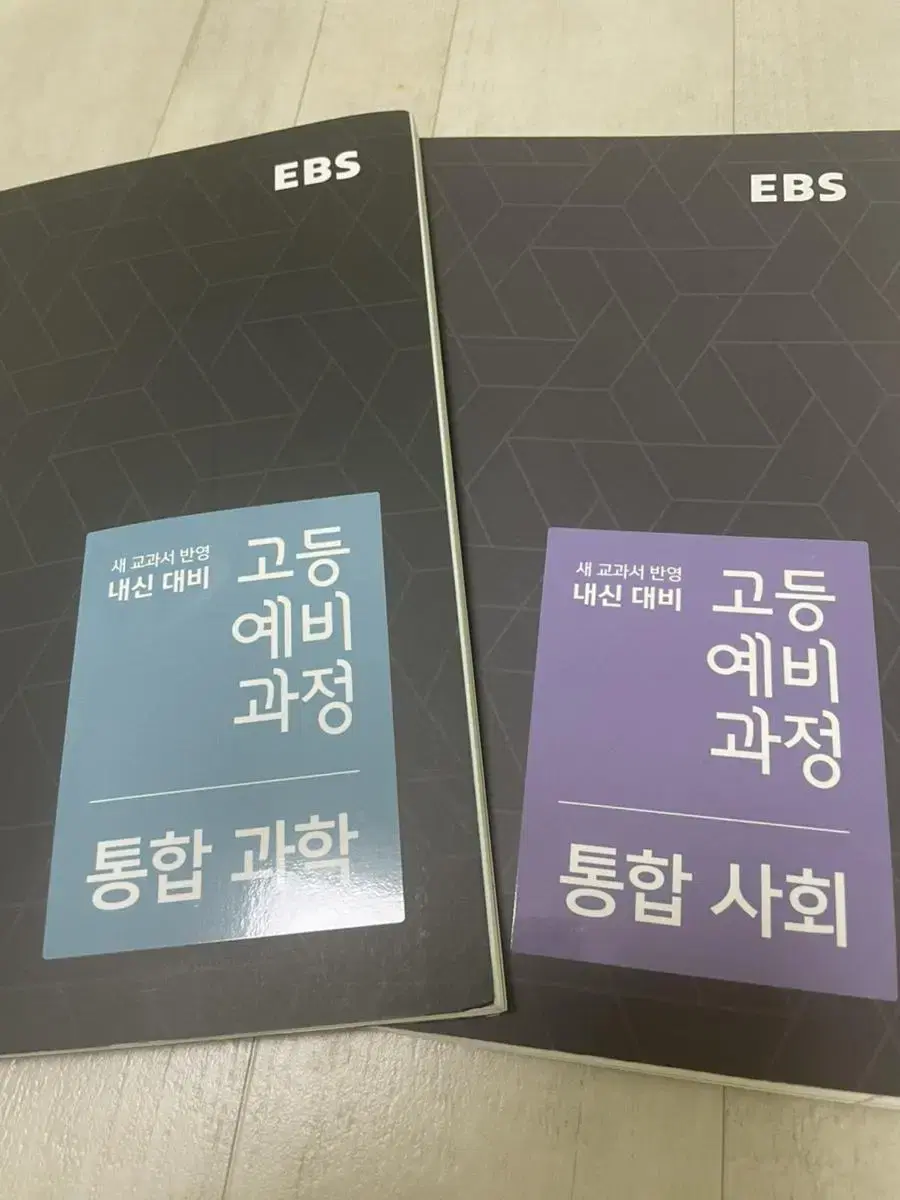 EBS
새 교과서 반영
내신 대비
고등
예비
과정
통합 과학
EBS
새 교과서 반영
내신 대비
고등
예비
과정
통합 사회